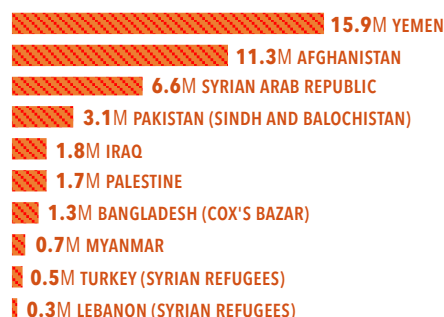 15.9M YEMEN
11.3M AFGHANISTAN
6.6M SYRIAN ARAB REPUBLIC
3.1M PAKISTAN (SINDH AND BALOCHISTAN)
1.8M IRAQ
1.7M PALESTINE
1.3M BANGLADESH (COX'S BAZAR)
0.7M MYANMAR
0.5M TURKEY (SYRIAN REFUGEES)
0.3M LEBANON (SYRIAN REFUGEES)